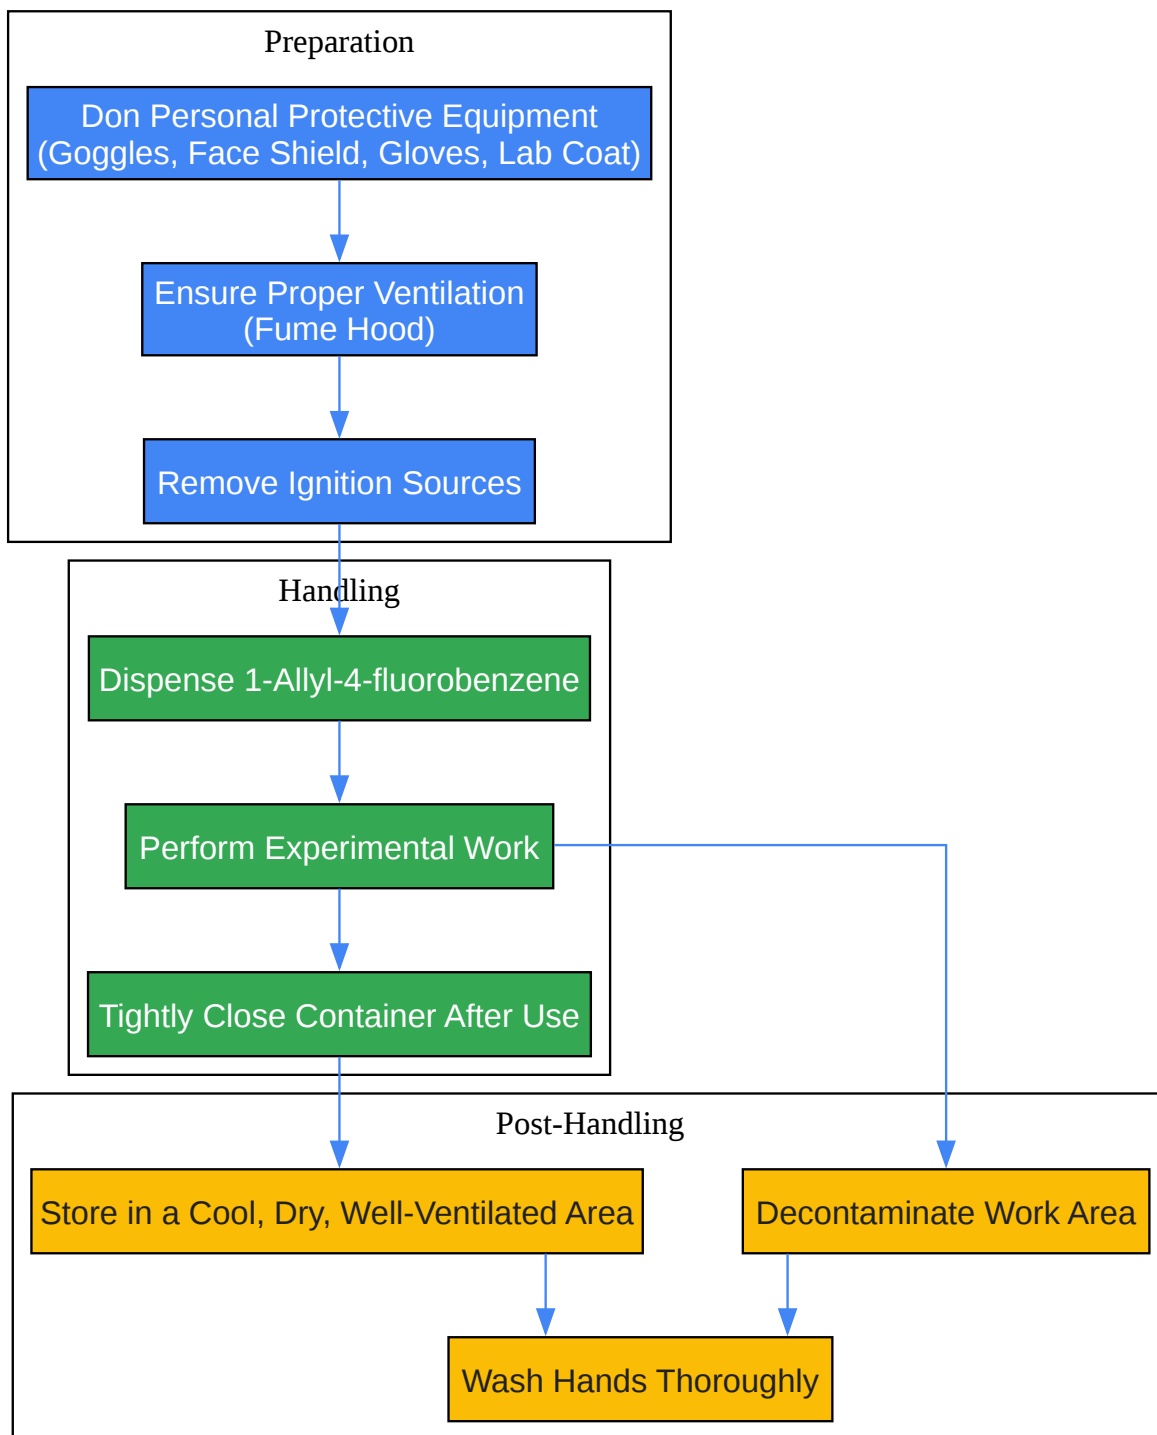 Preparation
Don Personal Protective Equipment
(Goggles, Face Shield, Gloves, Lab Coat)
Ensure Proper Ventilation
(Fume Hood)
Remove Ignition Sources
Handling
Dispense 1-Allyl-4-fluorobenzene
Perform Experimental Work
Tightly Close Container After Use
Post-Handling
Store in a Cool, Dry, Well-Ventilated Area
Decontaminate Work Area
Wash Hands Thoroughly